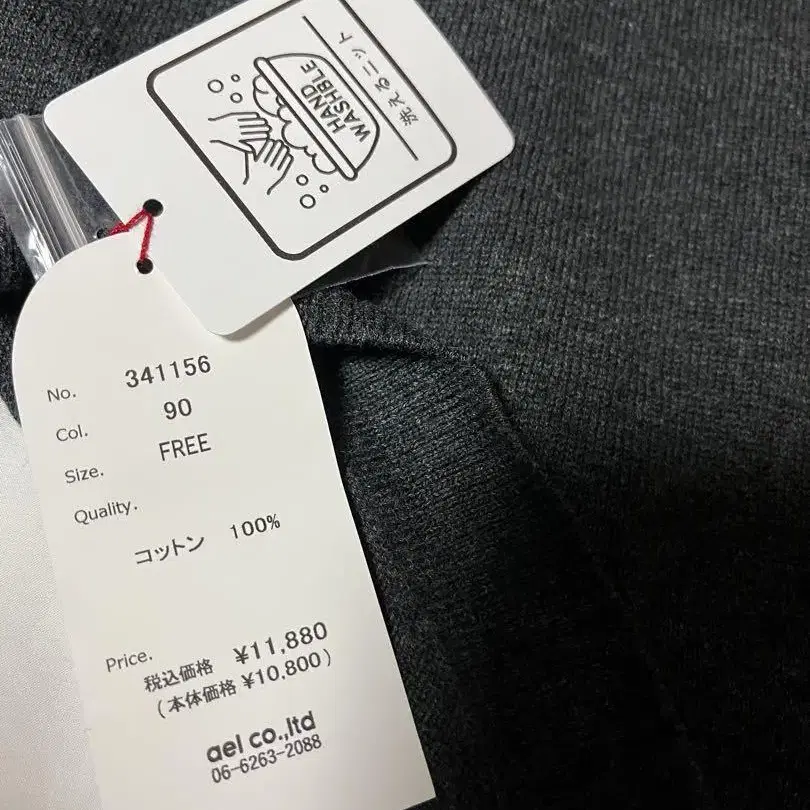 HAND
WASHBLE
洗えるニット
No. 341156
Col. 90
Size. FREE
Quality.
コットン 100%
Price.
税込価格 ¥11,880
(本体価格 ¥10,800)
ael co.,ltd
06-6263-2088